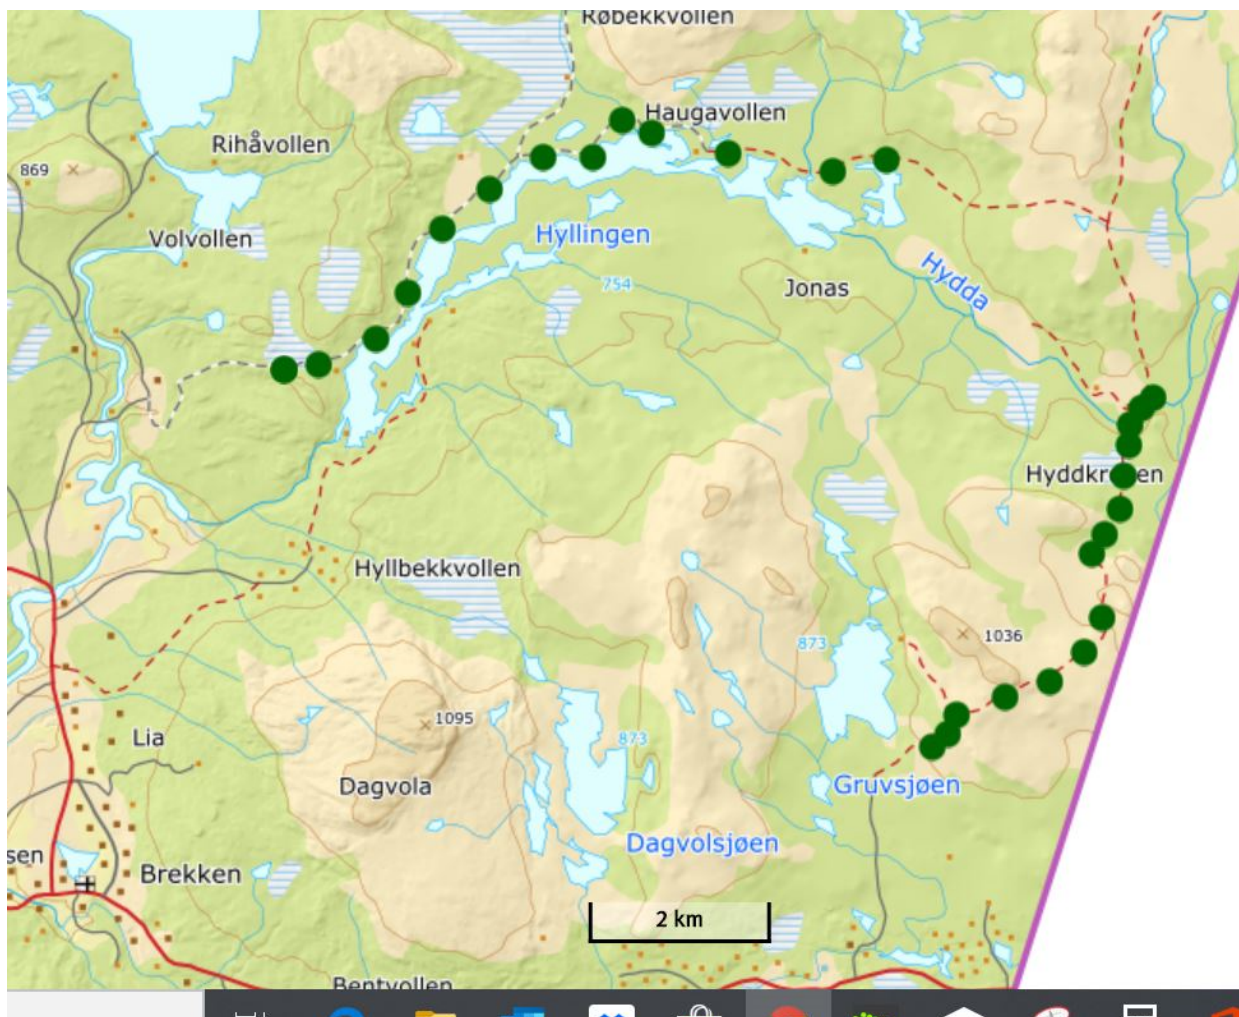 Røbekkvollen
Haugavollen
Rihåvollen
869
Volvollen
Hyllingen
Hydda
754
Jonas
Hyllbekkvollen
873
1036
1095
Lia
873
Dagvola
Gruvsjøen
Dagvolsjøen
sen
Brekken
2 km
Bentvollen